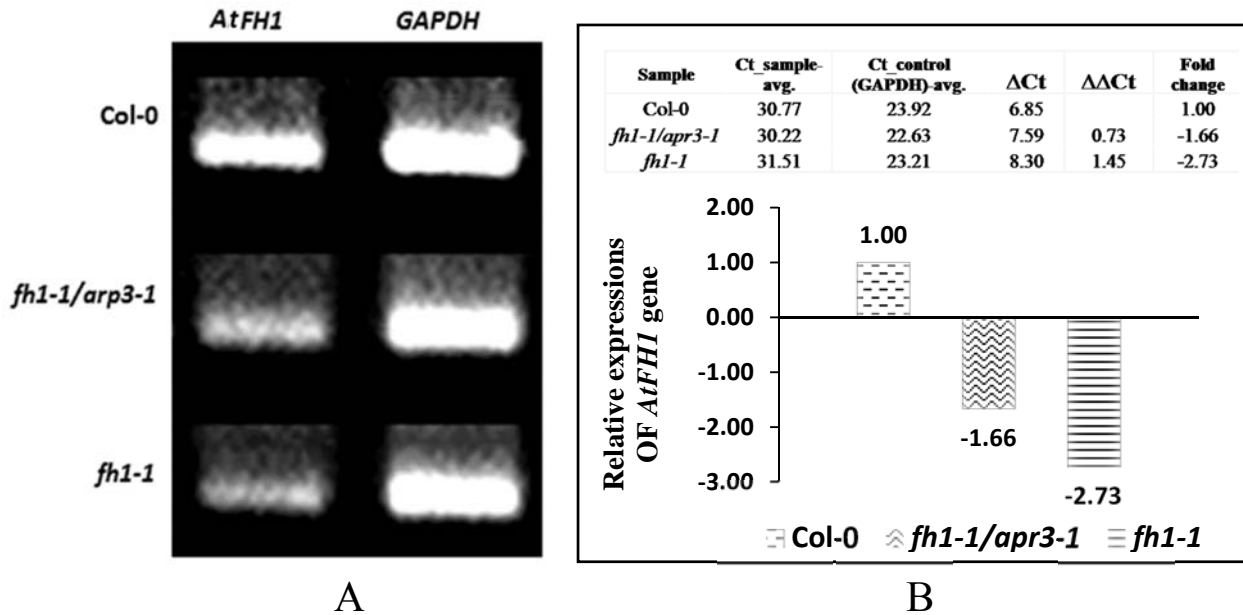 AtFH1 GAPDH
Col-0
fh1-1/arp3-1
fh1-1
A
Sample Ct_sample-avg. Ct_control (GAPDH)-avg. ΔCt ΔΔCt Fold change
Col-0 30.77 23.92 6.85 1.00
fh1-1/apr3-1 30.22 22.63 7.59 0.73 -1.66
fh1-1 31.51 23.21 8.30 1.45 -2.73
Relative expressions
OF AtFH1 gene
2.00
1.00
0.00
-1.00
-2.00
-3.00
1.00
-1.66
-2.73
Col-0 fh1-1/apr3-1 fh1-1
B